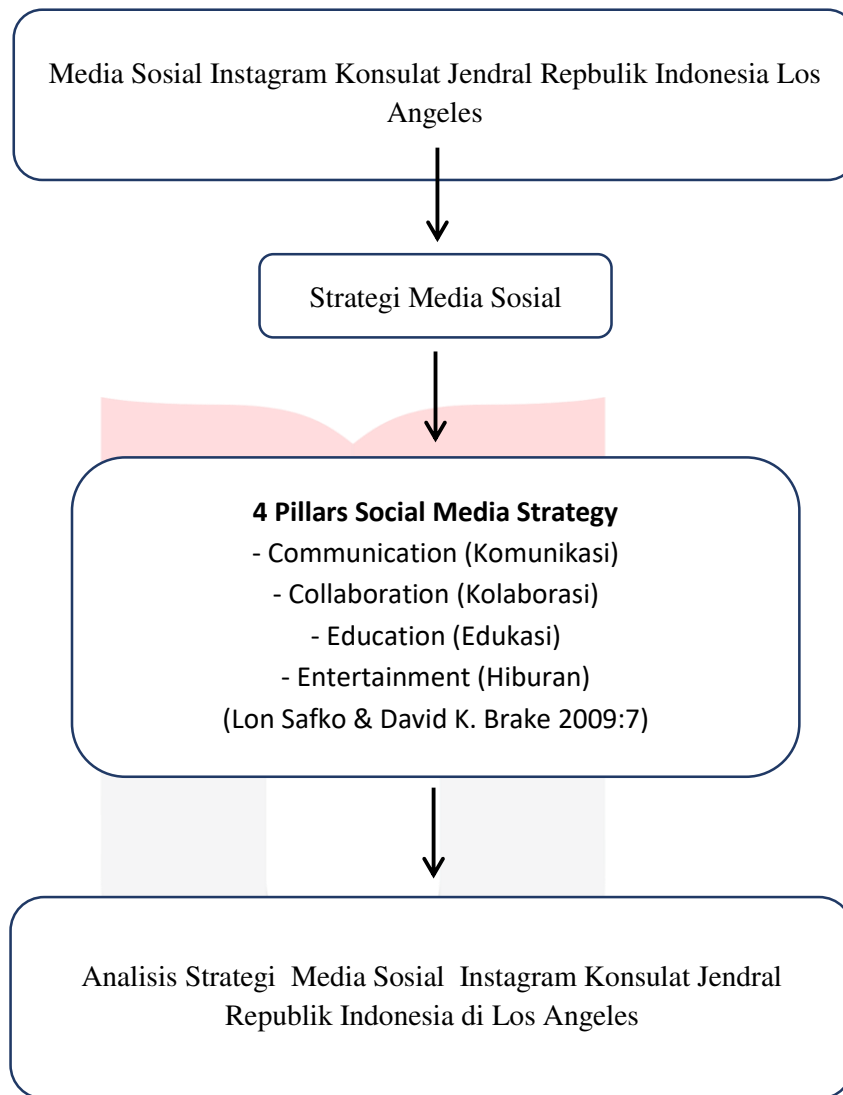 Media Sosial Instagram Konsulat Jendral Repbulik Indonesia Los
Angeles
Strategi Media Sosial
4 Pillars Social Media Strategy
- Communication (Komunikasi)
- Collaboration (Kolaborasi)
- Education (Edukasi)
- Entertainment (Hiburan)
(Lon Safko & David K. Brake 2009:7)
Analisis Strategi Media Sosial Instagram Konsulat Jendral
Republik Indonesia di Los Angeles